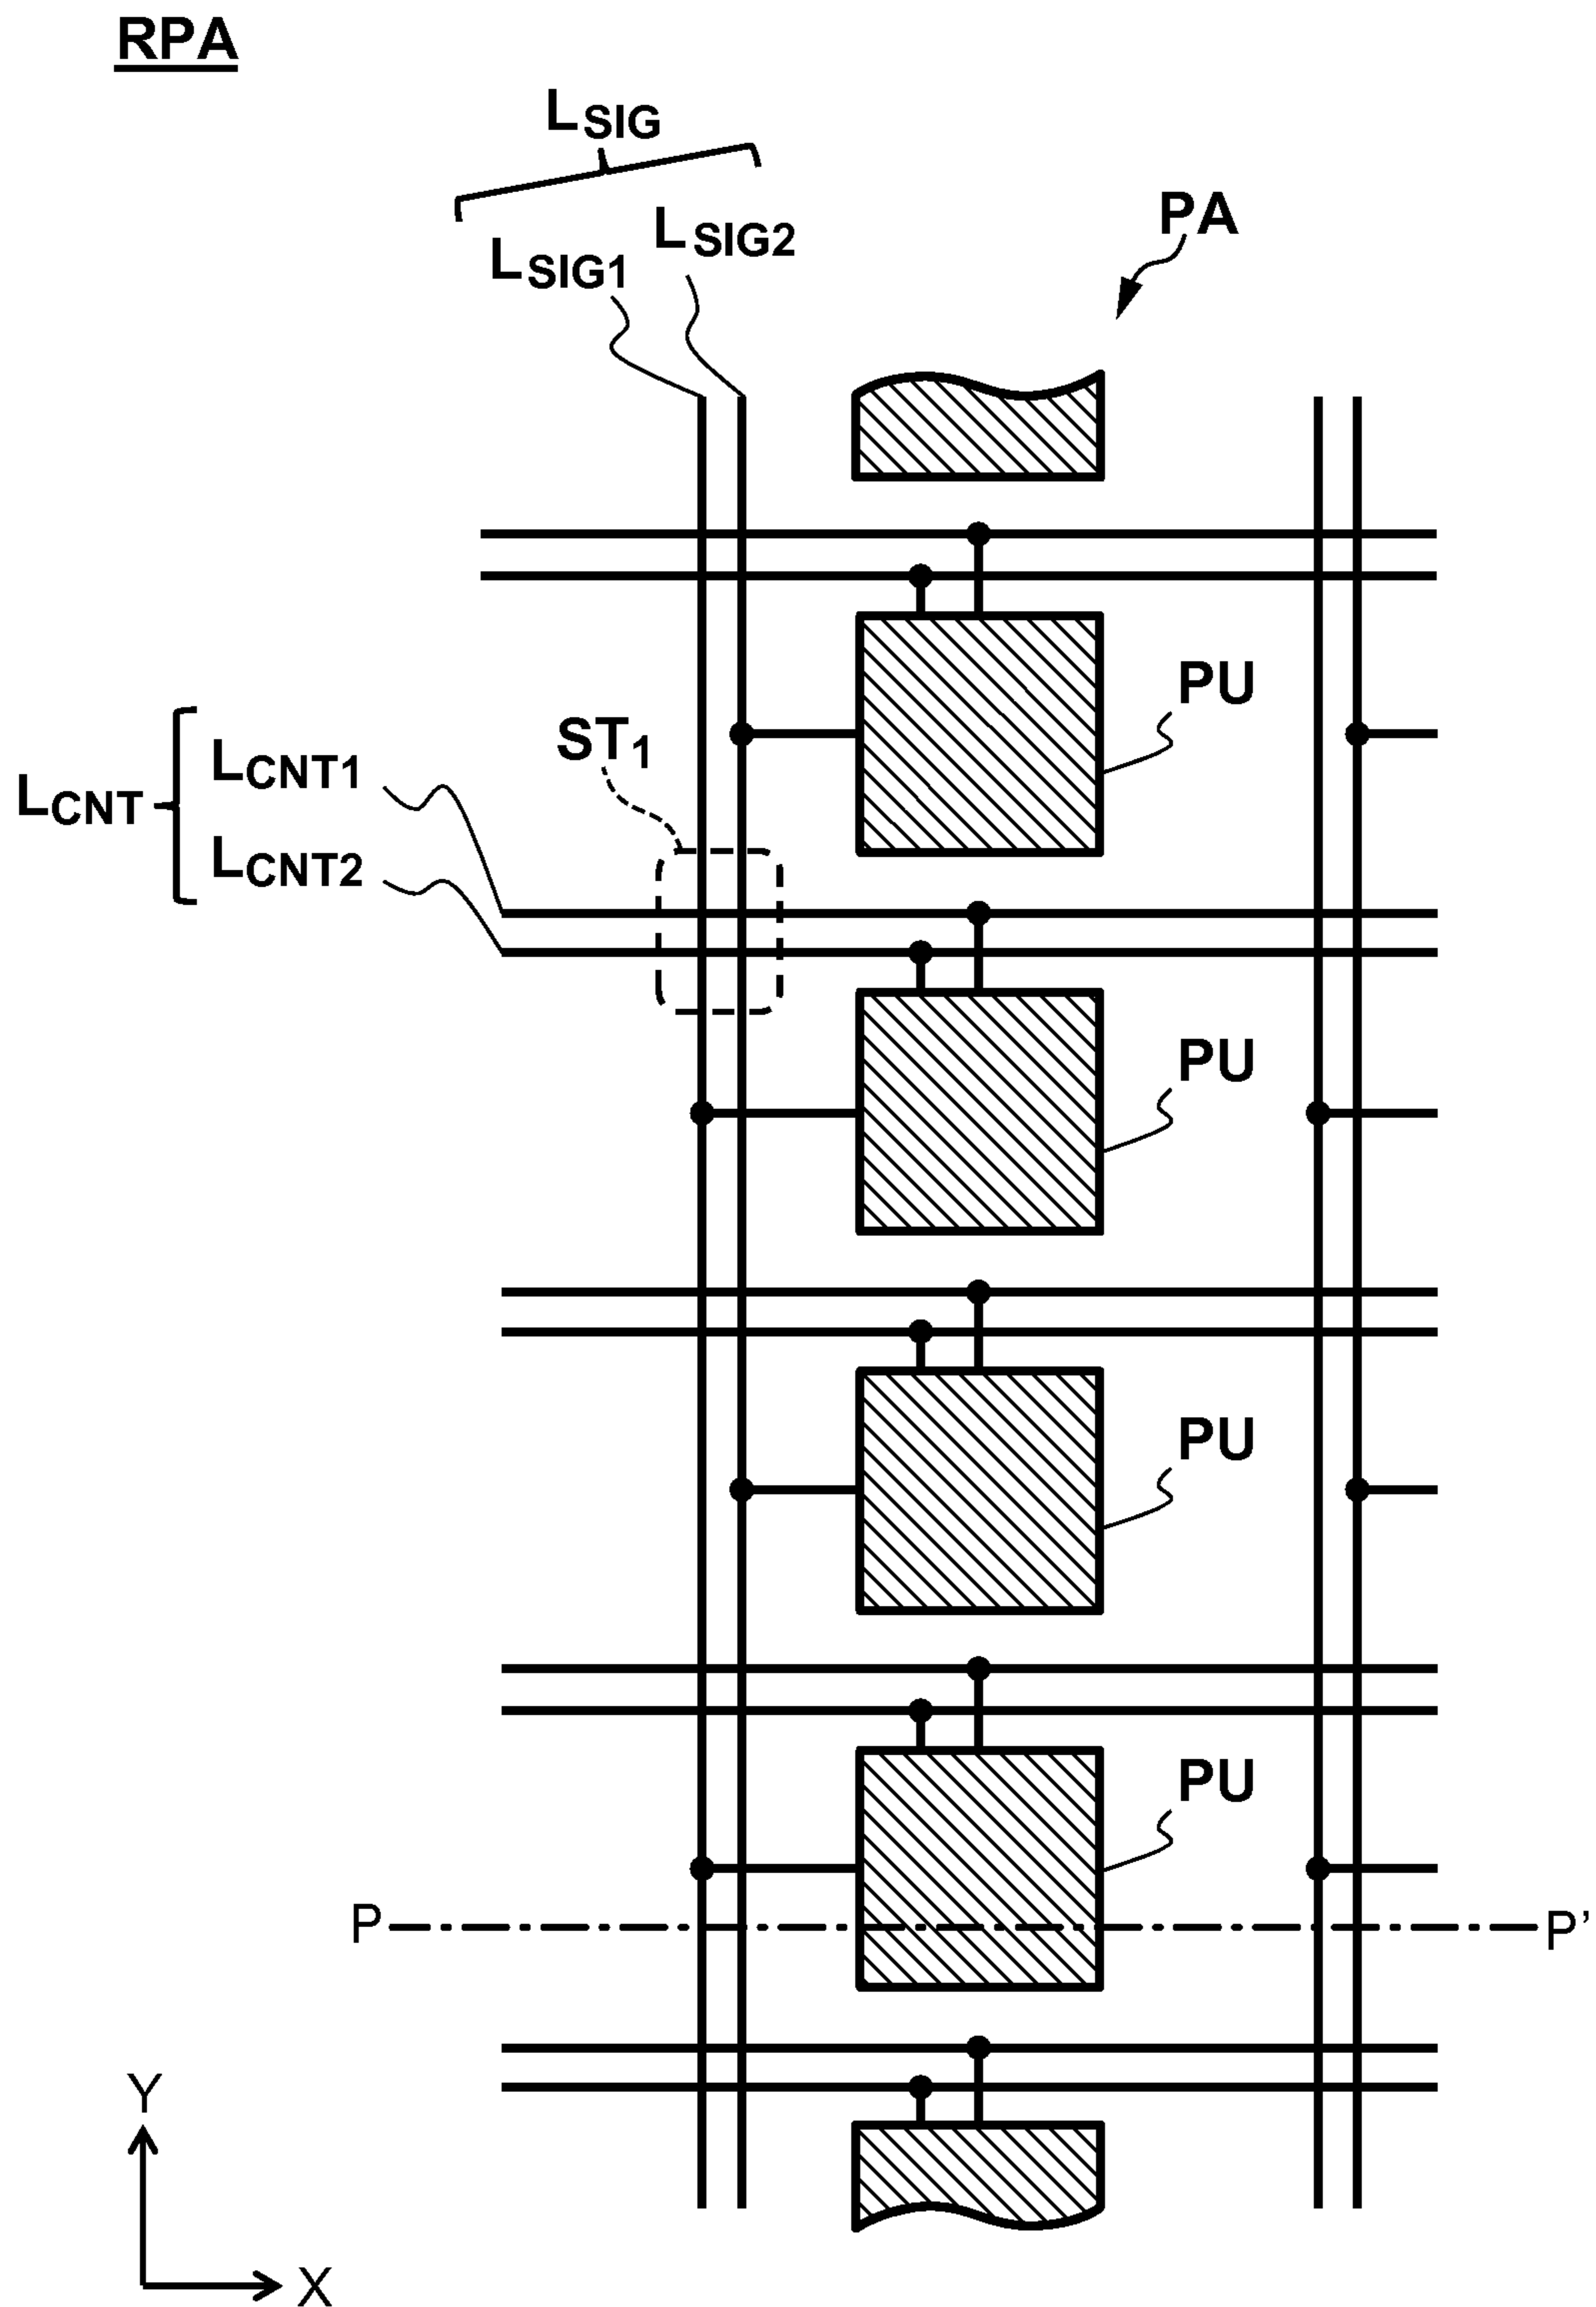 RPA
LSIG
LSIG1
LSIG2
PA
PU
ST1
LCNT
LCNT1
LCNT2
PU
PU
PU
P
P’
Y
X